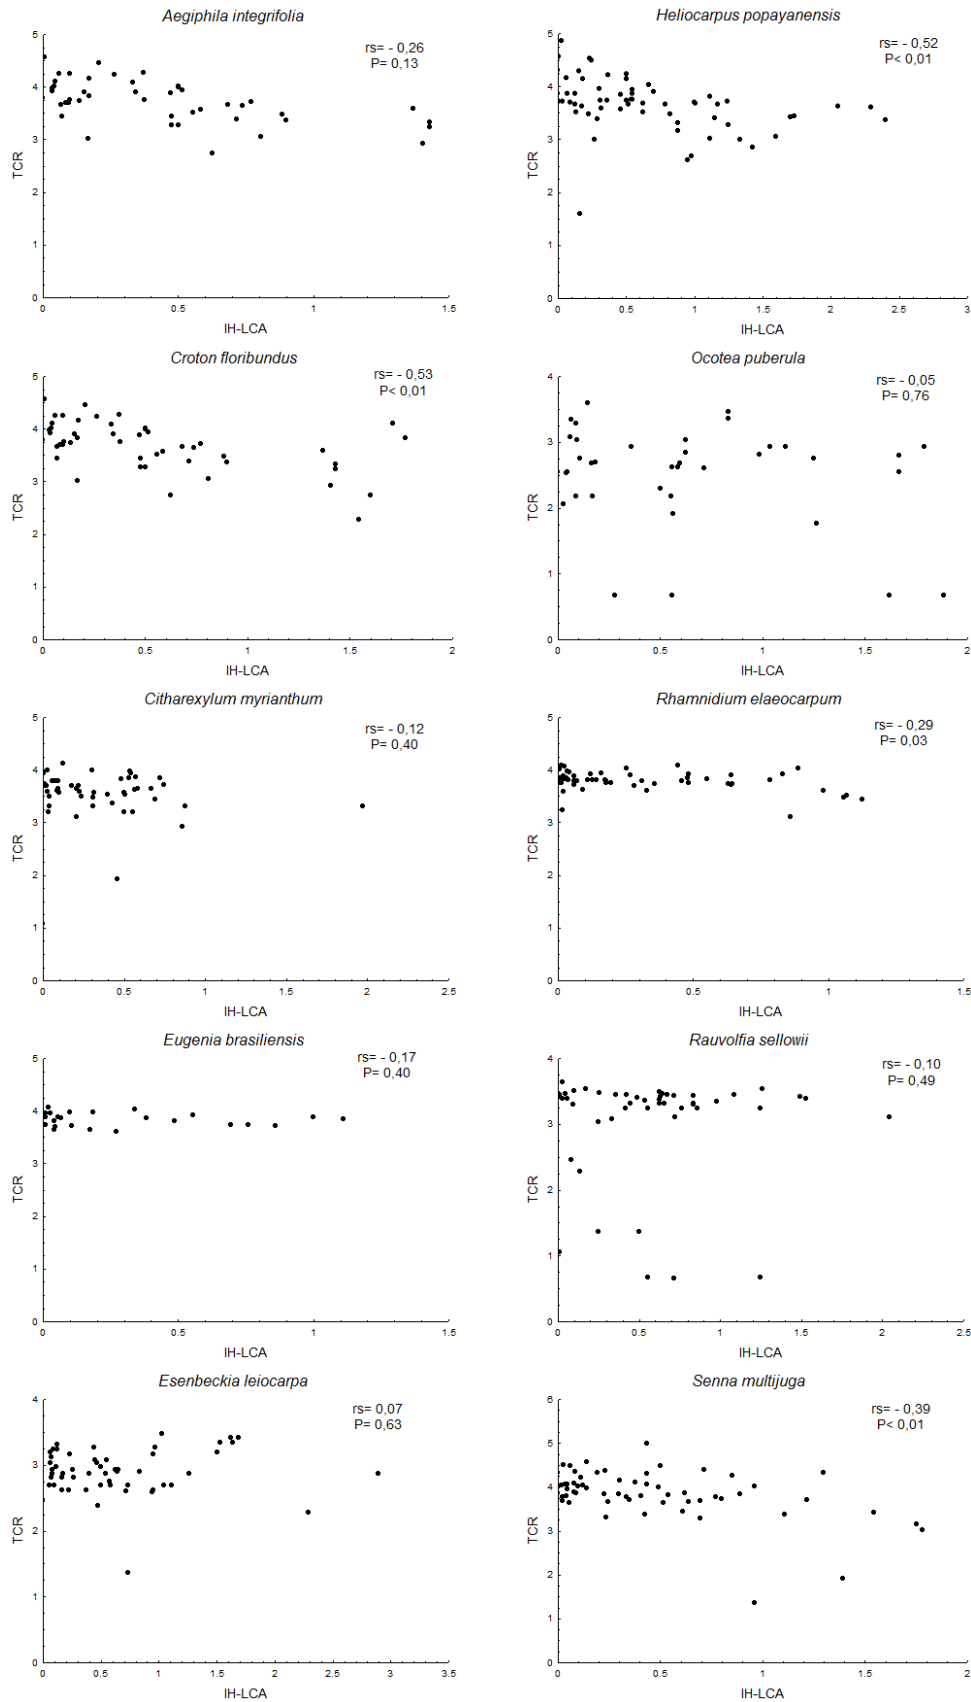 Aegiphila integrifolia
rs= - 0,26
P= 0,13
TCR
5
4
3
2
1
0
0 0.5 1 1.5
IH-LCA
Heliocarpus popayanensis
rs= - 0,52
P< 0,01
TCR
5
4
3
2
1
0
0 0.5 1 1.5 2 2.5 3
IH-LCA
Croton floribundus
rs= - 0,53
P< 0,01
TCR
5
4
3
2
1
0
0 0.5 1 1.5 2
IH-LCA
Ocotea puberula
rs= - 0,05
P= 0,76
TCR
4
3
2
1
0
0 0.5 1 1.5 2
IH-LCA
Citharexylum myrianthum
rs= - 0,12
P= 0,40
TCR
5
4
3
2
1
0
0 0.5 1 1.5 2 2.5
IH-LCA
Rhamnidium elaeocarpum
rs= - 0,29
P= 0,03
TCR
5
4
3
2
1
0
0 0.5 1 1.5
IH-LCA
Eugenia brasiliensis
rs= - 0,17
P= 0,40
TCR
5
4
3
2
1
0
0 0.5 1 1.5
IH-LCA
Rauvolfia sellowii
rs= - 0,10
P= 0,49
TCR
4
3
2
1
0
0 0.5 1 1.5 2 2.5
IH-LCA
Esenbeckia leiocarpa
rs= 0,07
P= 0,63
TCR
4
3
2
1
0
0 0.5 1 1.5 2 2.5 3 3.5
IH-LCA
Senna multijuga
rs= - 0,39
P< 0,01
TCR
6
5
4
3
2
1
0
0 0.5 1 1.5 2
IH-LCA